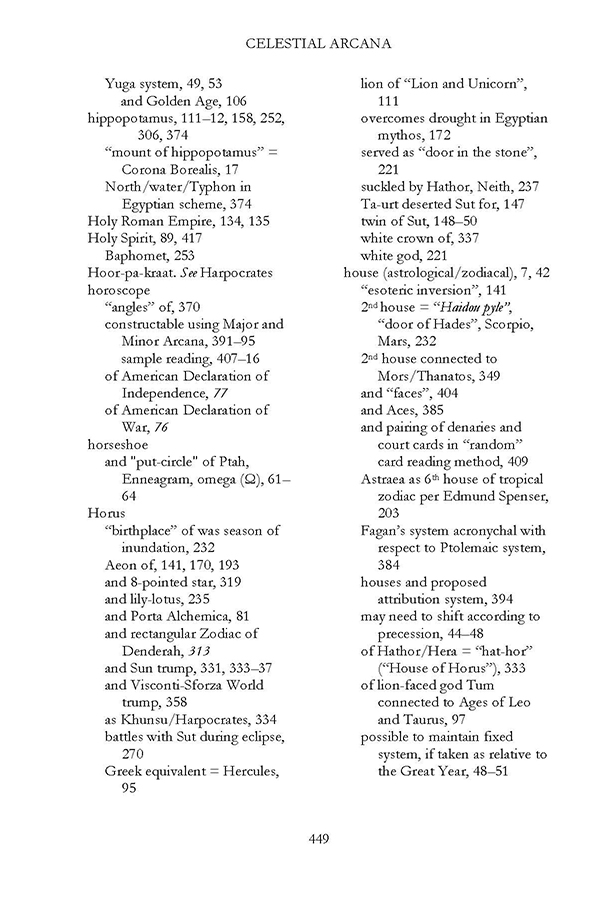 CELESTIAL ARCANA
Yuga system, 49, 53
and Golden Age, 106
hippopotamus, 111–12, 158, 252,
306, 374
“mount of hippopotamus” =
Corona Borealis, 17
North/water/Typhon in
Egyptian scheme, 374
Holy Roman Empire, 134, 135
Holy Spirit, 89, 417
Baphomet, 253
Hoor-pa-kraat. See Harpocrates
horoscope
“angles” of, 370
constructable using Major and
Minor Arcana, 391–95
sample reading, 407–16
of American Declaration of
Independence, 77
of American Declaration of
War, 76
horseshoe
and "put-circle" of Ptah,
Enneagram, omega (Ω), 61–
64
Horus
“birthplace” of was season of
inundation, 232
Aeon of, 141, 170, 193
and 8-pointed star, 319
and lily-lotus, 235
and Porta Alchemica, 81
and rectangular Zodiac of
Denderah, 313
and Sun trump, 331, 333–37
and Visconti-Sforza World
trump, 358
as Khunsu/Harpocrates, 334
battles with Sut during eclipse,
270
Greek equivalent = Hercules,
95
lion of “Lion and Unicorn”,
111
overcomes drought in Egyptian
mythos, 172
served as “door in the stone”,
221
suckled by Hathor, Neith, 237
Ta-urt deserted Sut for, 147
twin of Sut, 148–50
white crown of, 337
white god, 221
house (astrological/zodiacal), 7, 42
“esoteric inversion”, 141
2nd house = “Haidou pyle”,
“door of Hades”, Scorpio,
Mars, 232
2nd house connected to
Mors/Thanatos, 349
and “faces”, 404
and Aces, 385
and pairing of denaries and
court cards in “random”
card reading method, 409
Astraea as 6th house of tropical
zodiac per Edmund Spenser,
203
Fagan’s system acronychal with
respect to Ptolemaic system,
384
houses and proposed
attribution system, 394
may need to shift according to
precession, 44–48
of Hathor/Hera = “hat-hor”
(“House of Horus”), 333
of lion-faced god Tum
connected to Ages of Leo
and Taurus, 97
possible to maintain fixed
system, if taken as relative to
the Great Year, 48–51
449